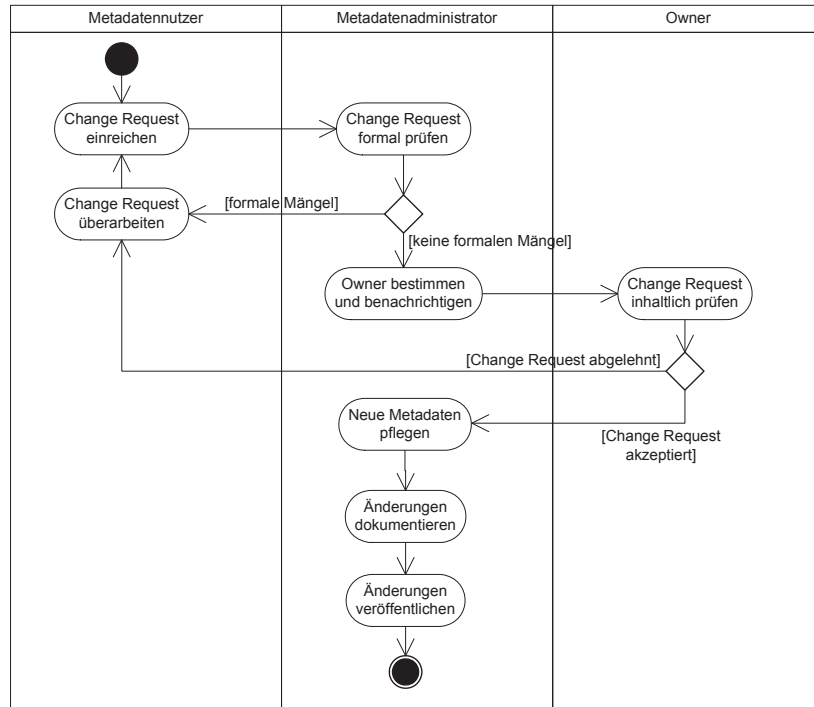 Metadatennutzer
Metadatenadministrator
Owner
Change Request
einreichen
Change Request
formal prüfen
Change Request
überarbeiten
[formale Mängel]
[keine formalen Mängel]
Owner bestimmen
und benachrichtigen
Change Request
inhaltlich prüfen
[Change Request abgelehnt]
Neue Metadaten
pflegen
[Change Request
akzeptiert]
Änderungen
dokumentieren
Änderungen
veröffentlichen